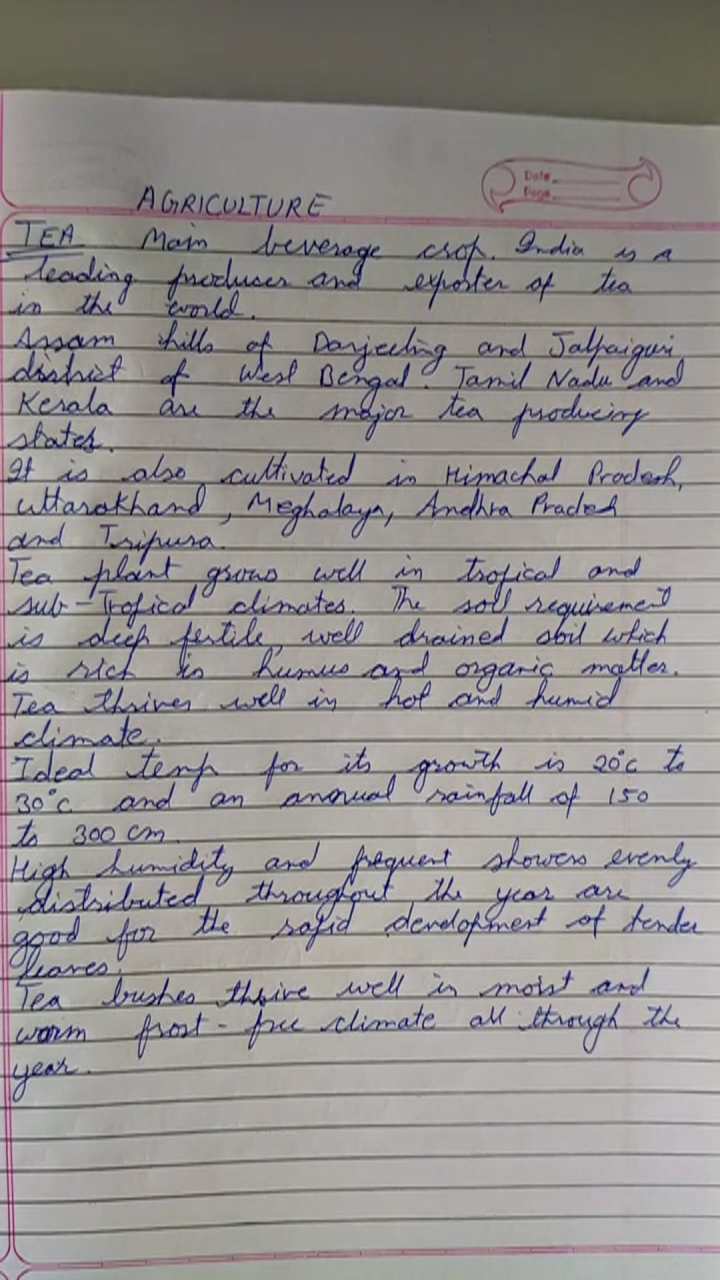 Date
Page
AGRICULTURE
TEA Main beverage crop. India is a
leading producer and exporter of tea
in the world.
Assam hills of Darjeeling and Jalpaiguri
district of West Bengal. Tamil Nadu and
Kerala are the major tea producing
states.
It is also cultivated in Himachal Pradesh,
Uttarakhand, Meghalaya, Andhra Pradesh
and Tripura.
Tea plant grows well in tropical and
sub-Tropical climates. The soil requirement
is deep fertile, well drained soil which
is rich in humus and organic matter.
Tea thrives well in hot and humid
climate.
Ideal temp for its growth is 20°c to
30°c and an annual rainfall of 150
to 300 cm.
High humidity and frequent showers evenly
distributed throughout the year are
good for the rapid development of tender
leaves.
Tea bushes thrive well in moist and
warm frost-free climate all through the
year.